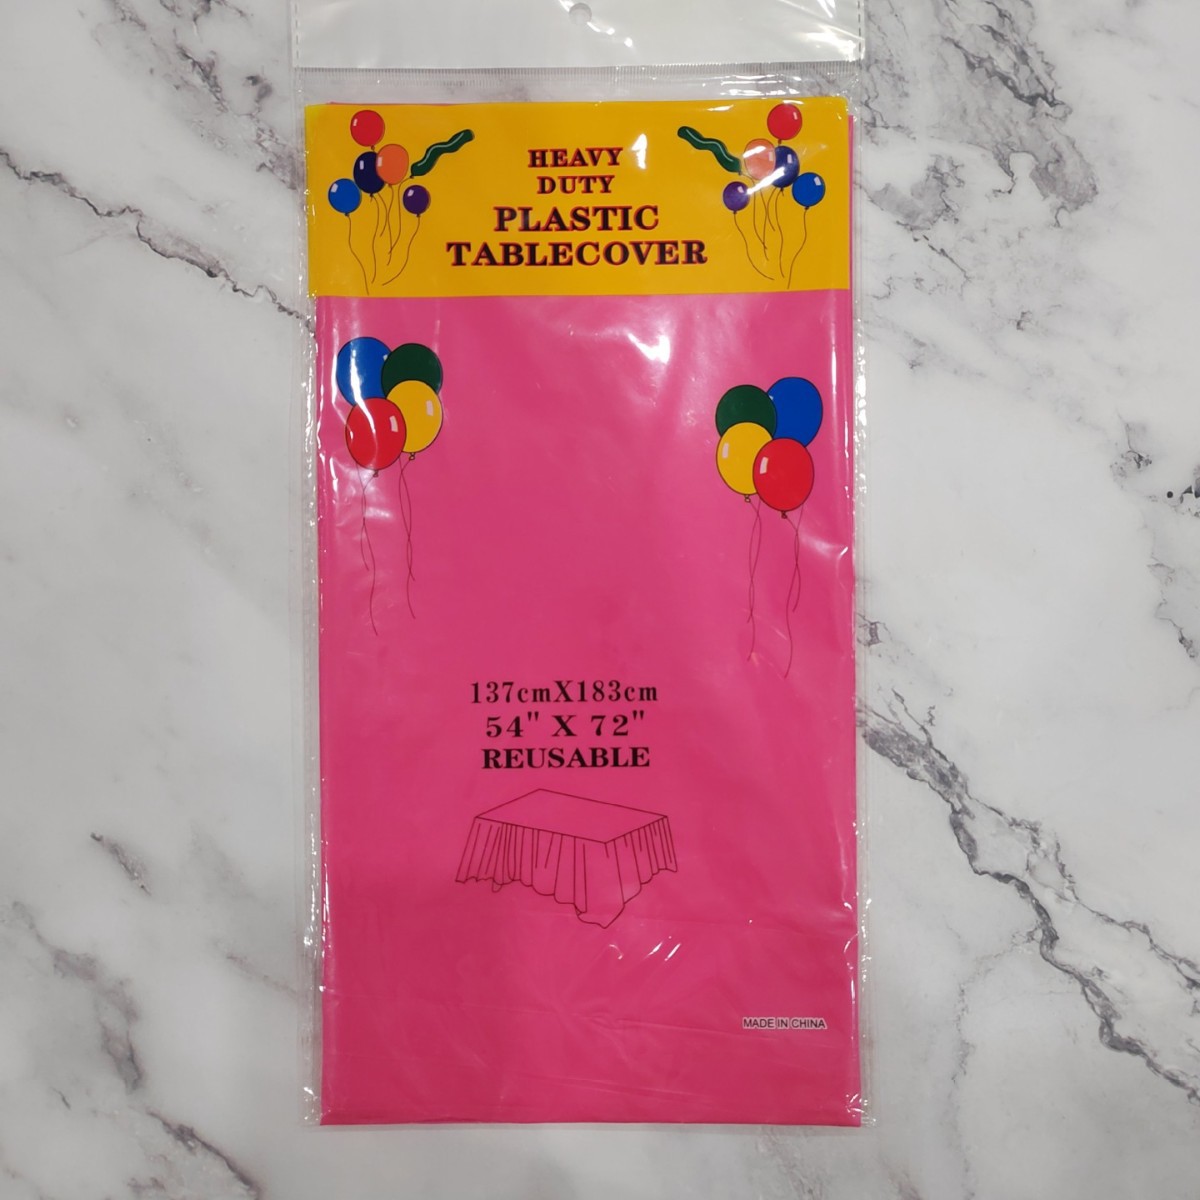 HEAVY
DUTY
PLASTIC
TABLECOVER
137cmX183cm
54" X 72"
REUSABLE
MADE IN CHINA